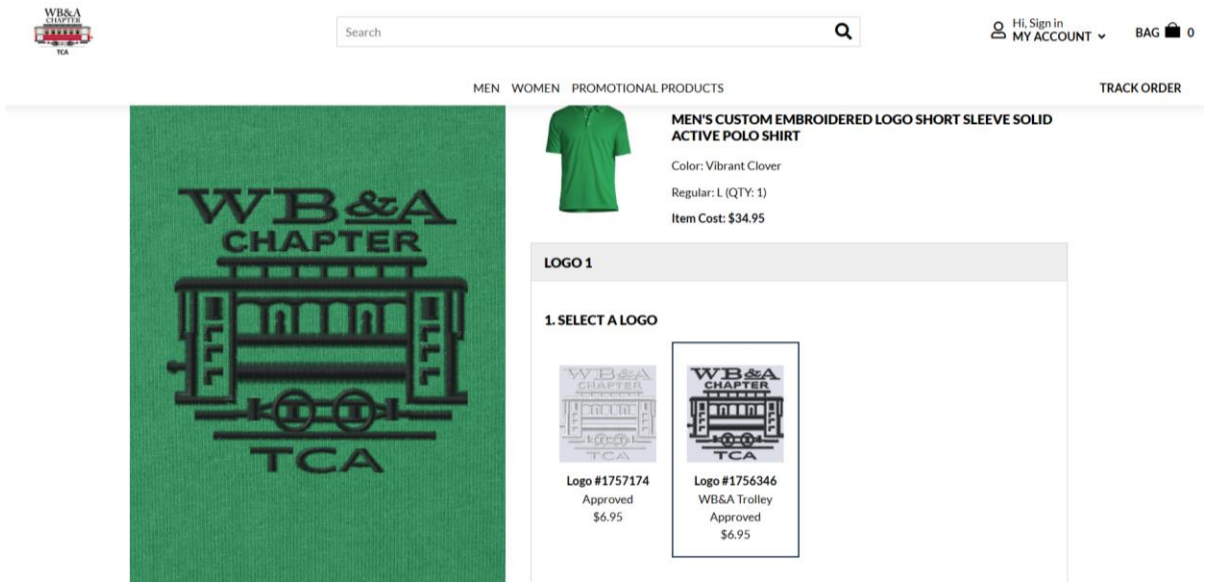 WB&A
CHAPTER
TCA
Search
Hi, Sign in
MY ACCOUNT
BAG 0
MEN WOMEN PROMOTIONAL PRODUCTS
TRACK ORDER
WB&A
CHAPTER
TCA
MEN'S CUSTOM EMBROIDERED LOGO SHORT SLEEVE SOLID
ACTIVE POLO SHIRT
Color: Vibrant Clover
Regular: L (QTY: 1)
Item Cost: $34.95
LOGO 1
1. SELECT A LOGO
WB&A
CHAPTER
TCA
Logo #1757174
Approved
$6.95
WB&A
CHAPTER
TCA
Logo #1756346
WB&A Trolley
Approved
$6.95